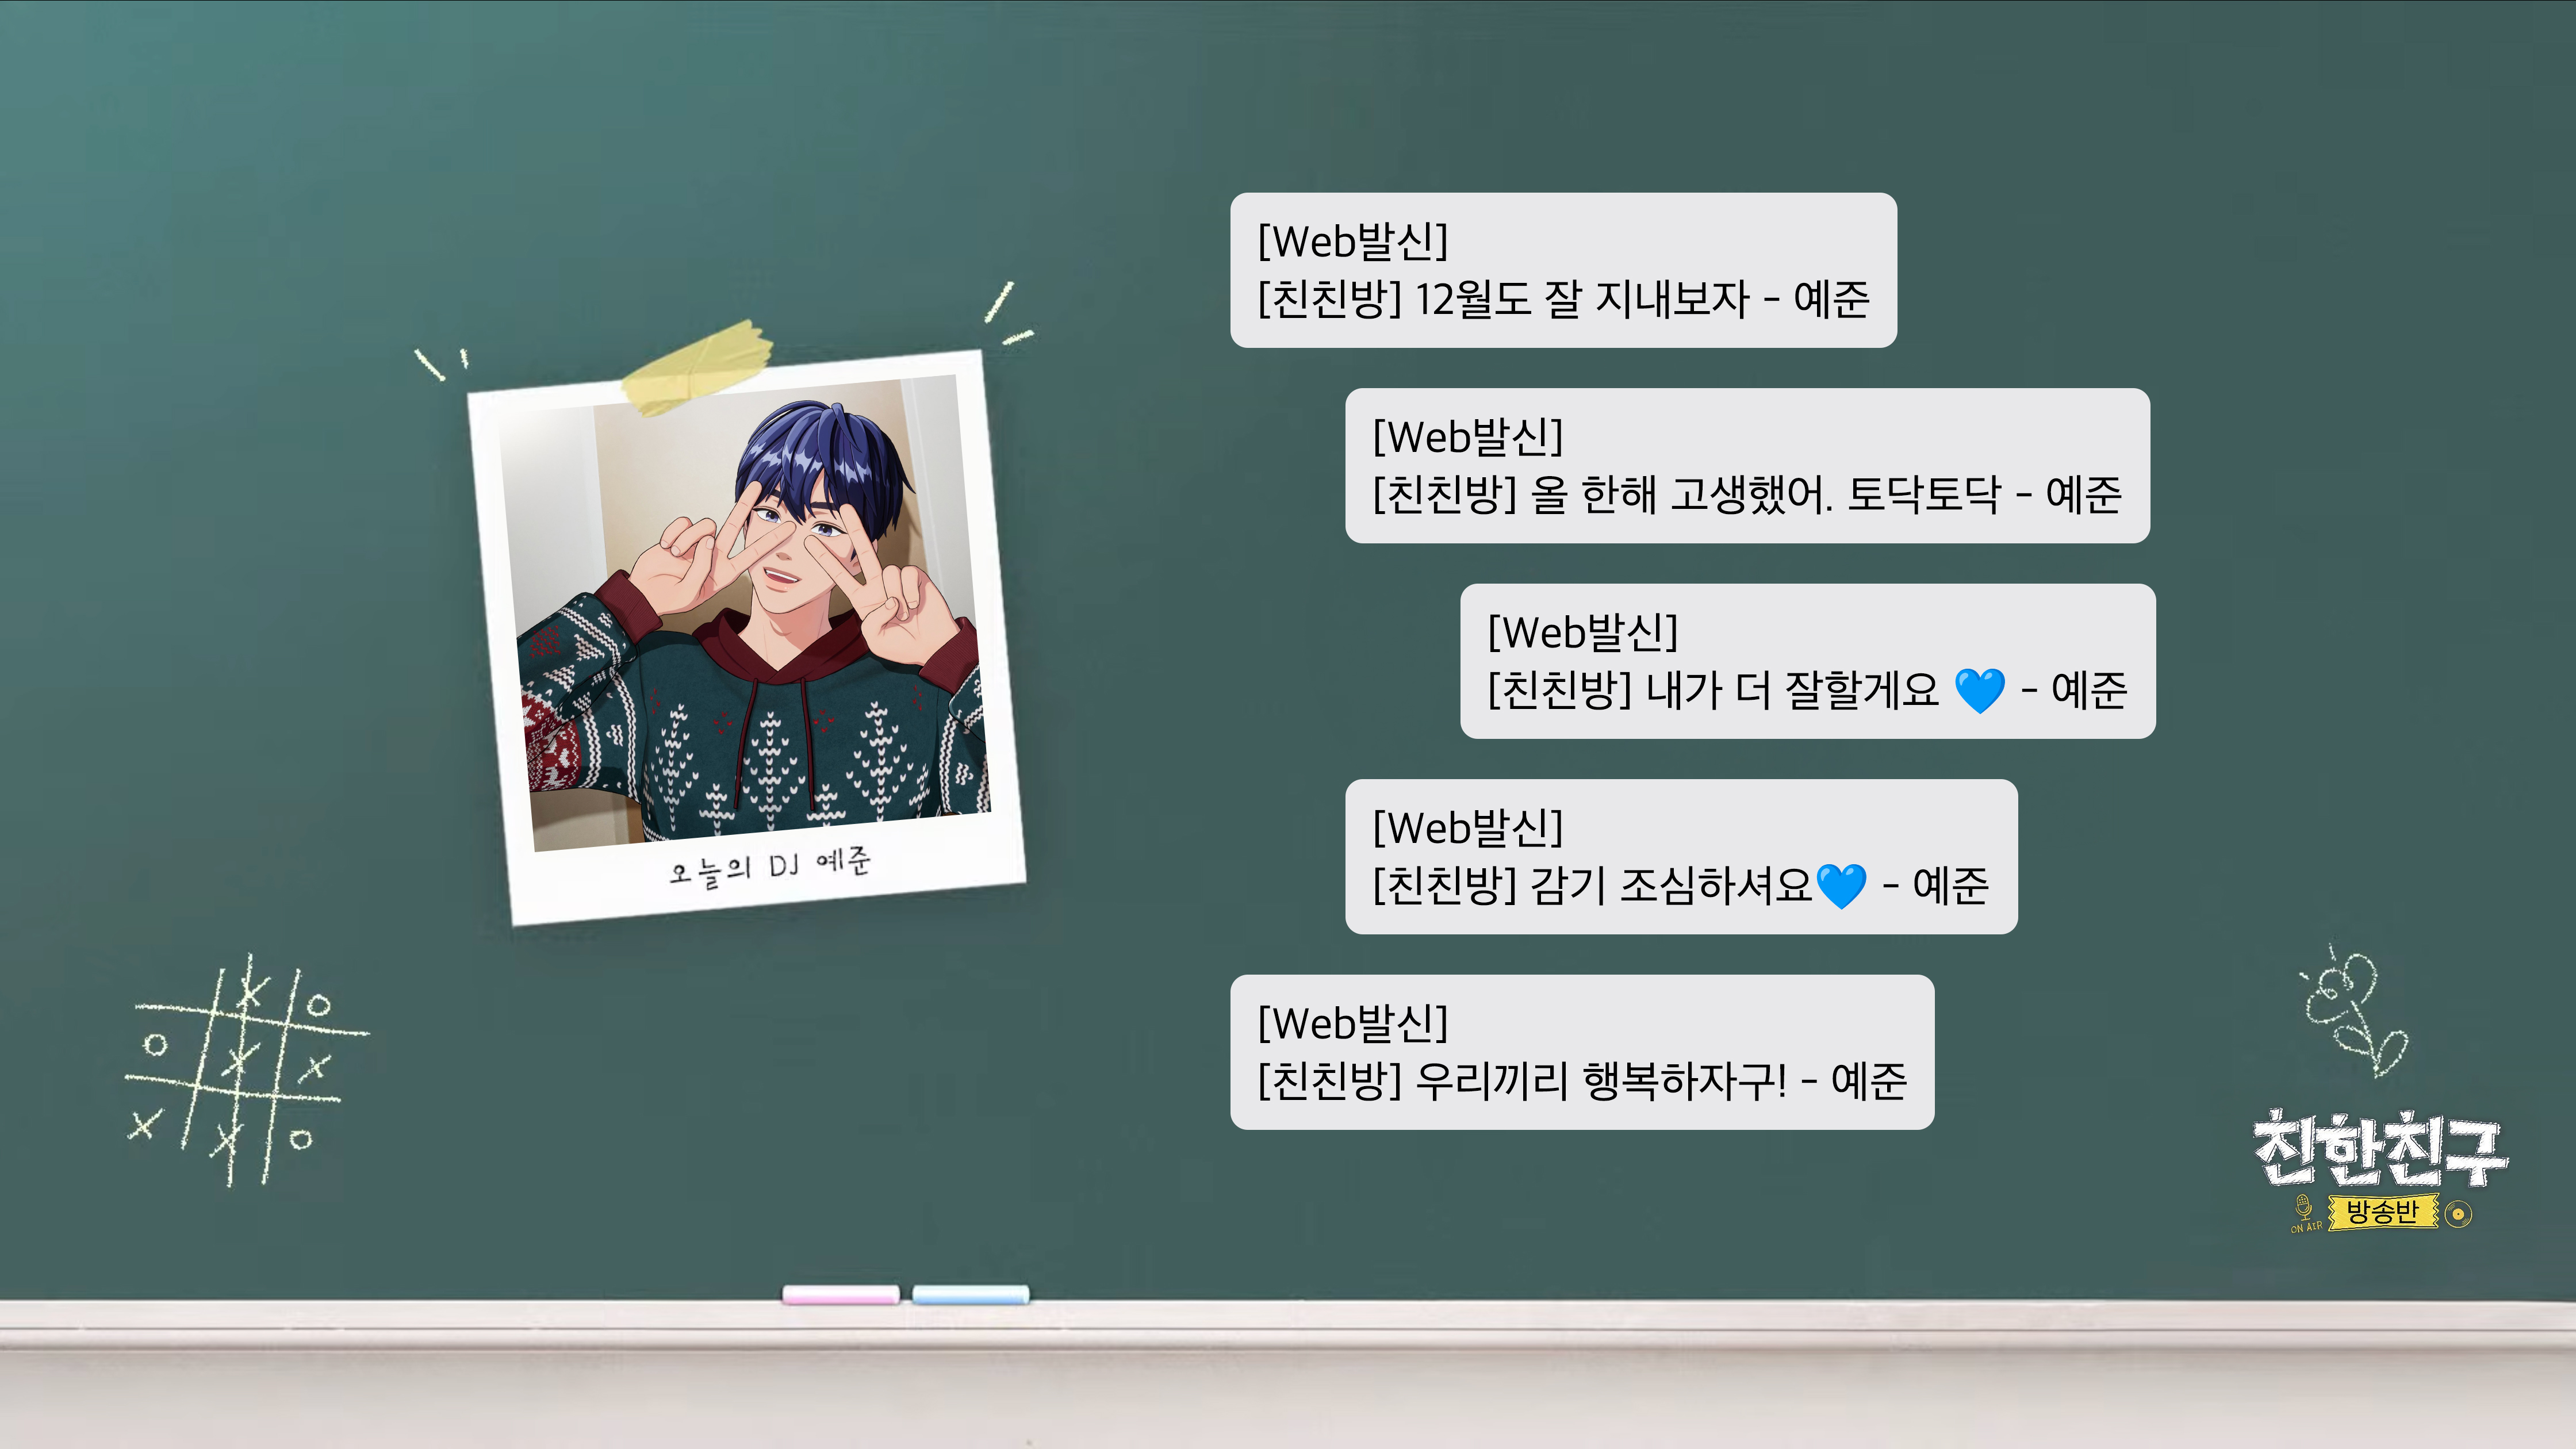 [Web발신]
[친친방] 12월도 잘 지내보자 - 예준
[Web발신]
[친친방] 올 한해 고생했어. 토닥토닥 - 예준
[Web발신]
[친친방] 내가 더 잘할게요 💙 - 예준
[Web발신]
[친친방] 감기 조심하셔요💙 - 예준
[Web발신]
[친친방] 우리끼리 행복하자구! - 예준
오늘의 DJ 예준
X O
O X X
X X O
친한친구
ON AIR 방송반